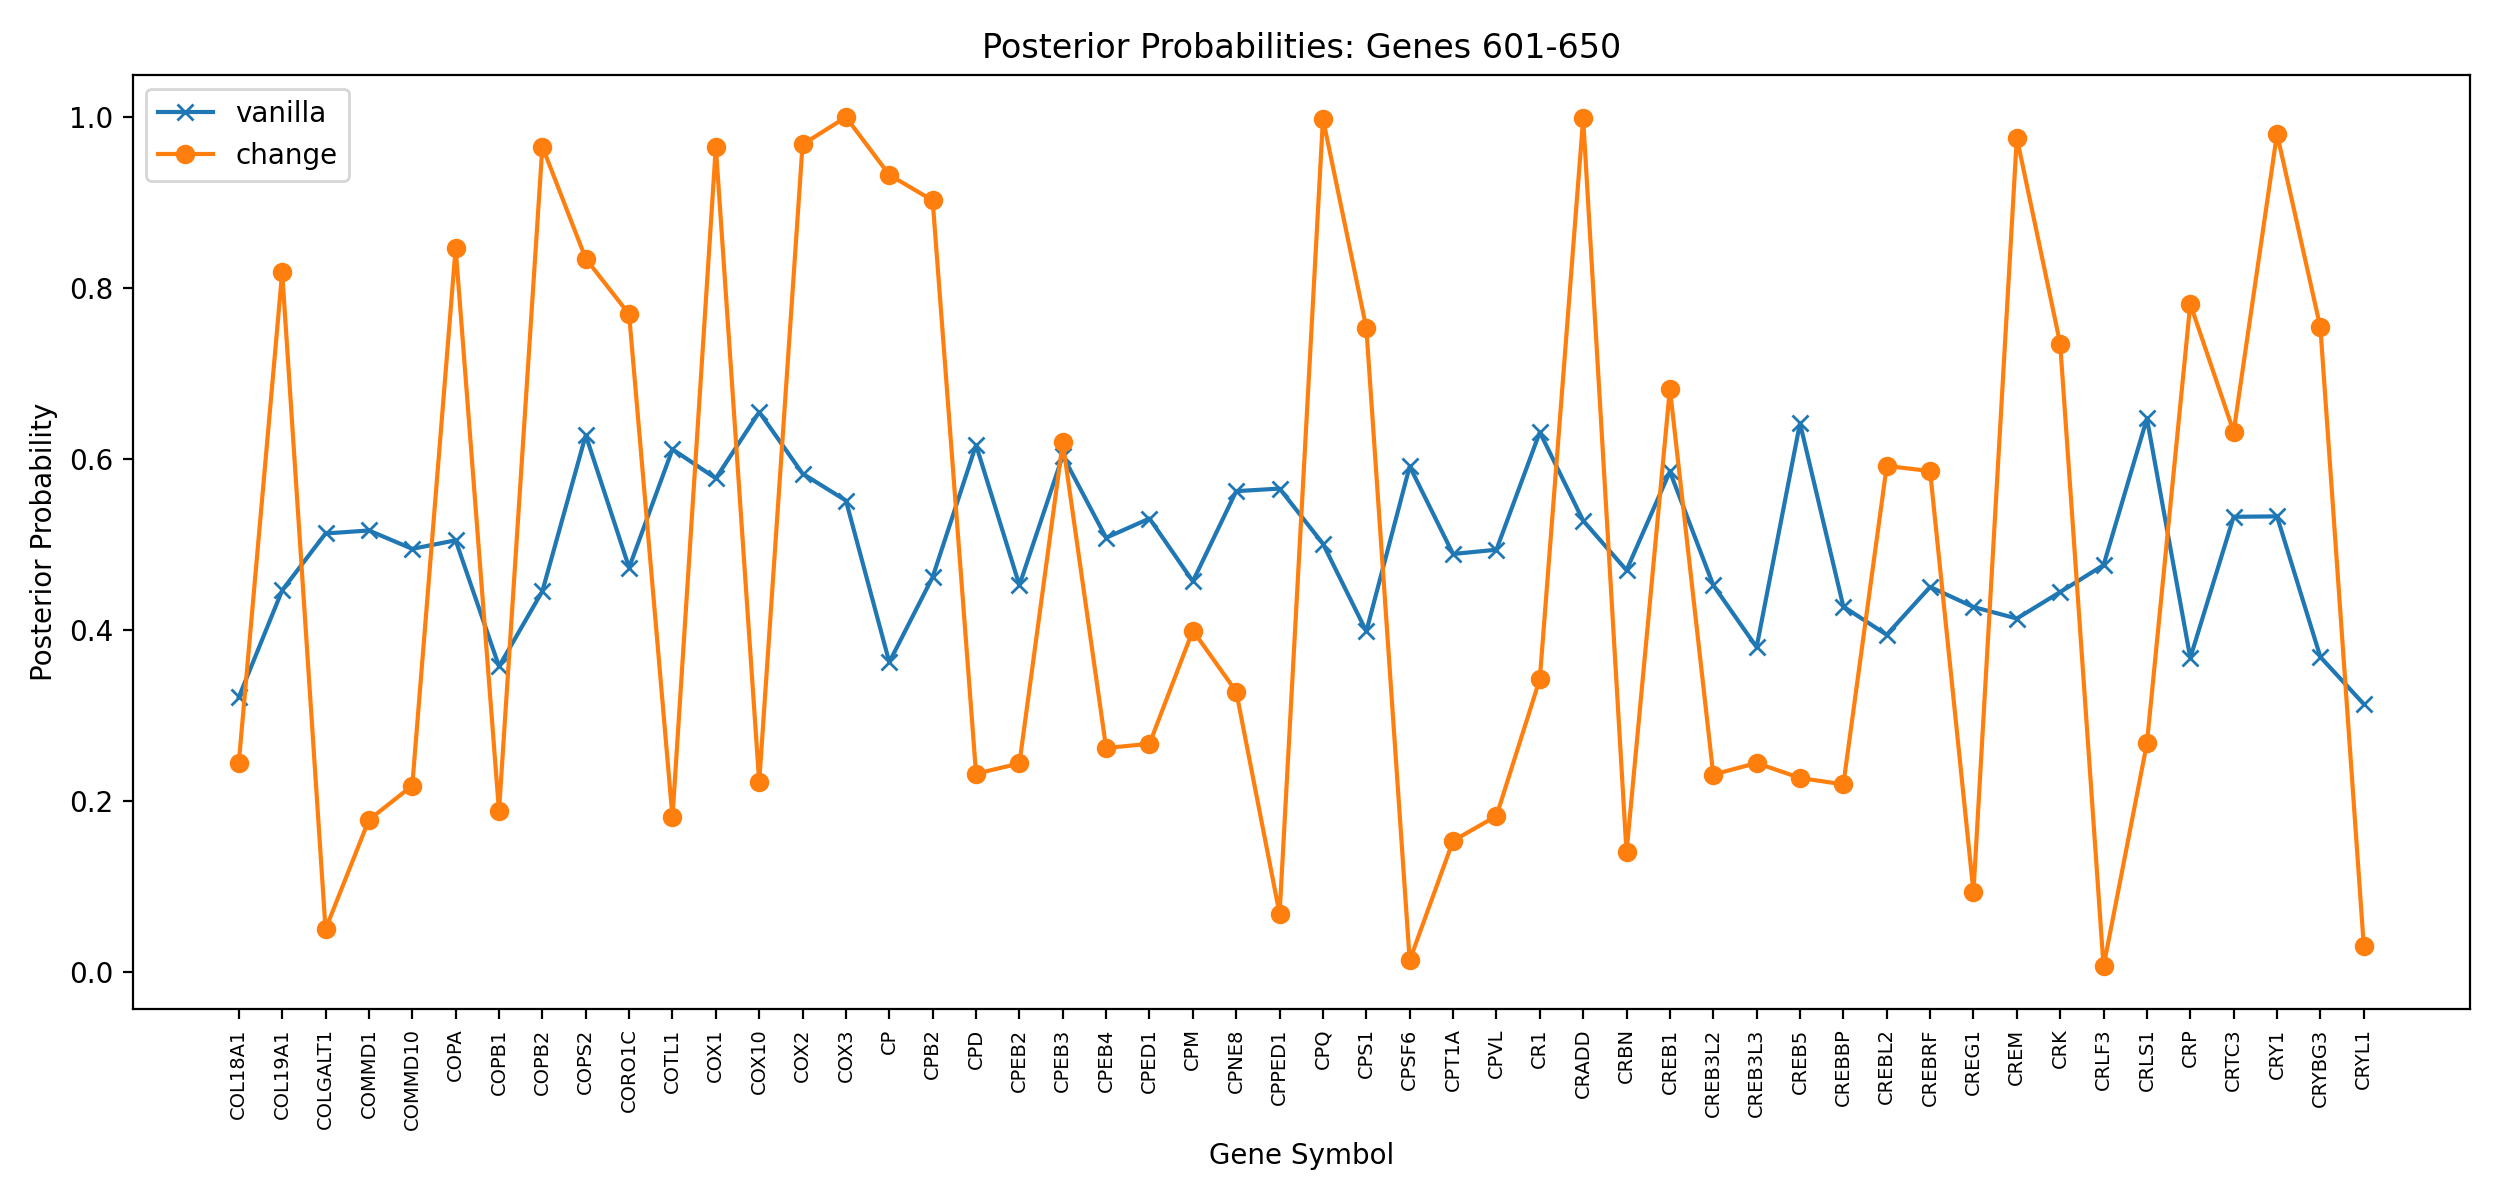 Posterior Probabilities: Genes 601-650
vanilla
change
Posterior Probability
1.0
0.8
0.6
0.4
0.2
0.0
COL18A1
COL19A1
COLGALT1
COMMD1
COMMD10
COPA
COPB1
COPB2
COPS2
CORO1C
COTL1
COX1
COX10
COX2
COX3
CP
CPB2
CPD
CPEB2
CPEB3
CPEB4
CPED1
CPM
CPNE8
CPPED1
CPQ
CPS1
CPSF6
CPT1A
CPVL
CR1
CRADD
CRBN
CREB1
CREB3L2
CREB3L3
CREB5
CREBBP
CREBL2
CREBRF
CREG1
CREM
CRK
CRLF3
CRLS1
CRP
CRTC3
CRY1
CRYBG3
CRYL1
Gene Symbol